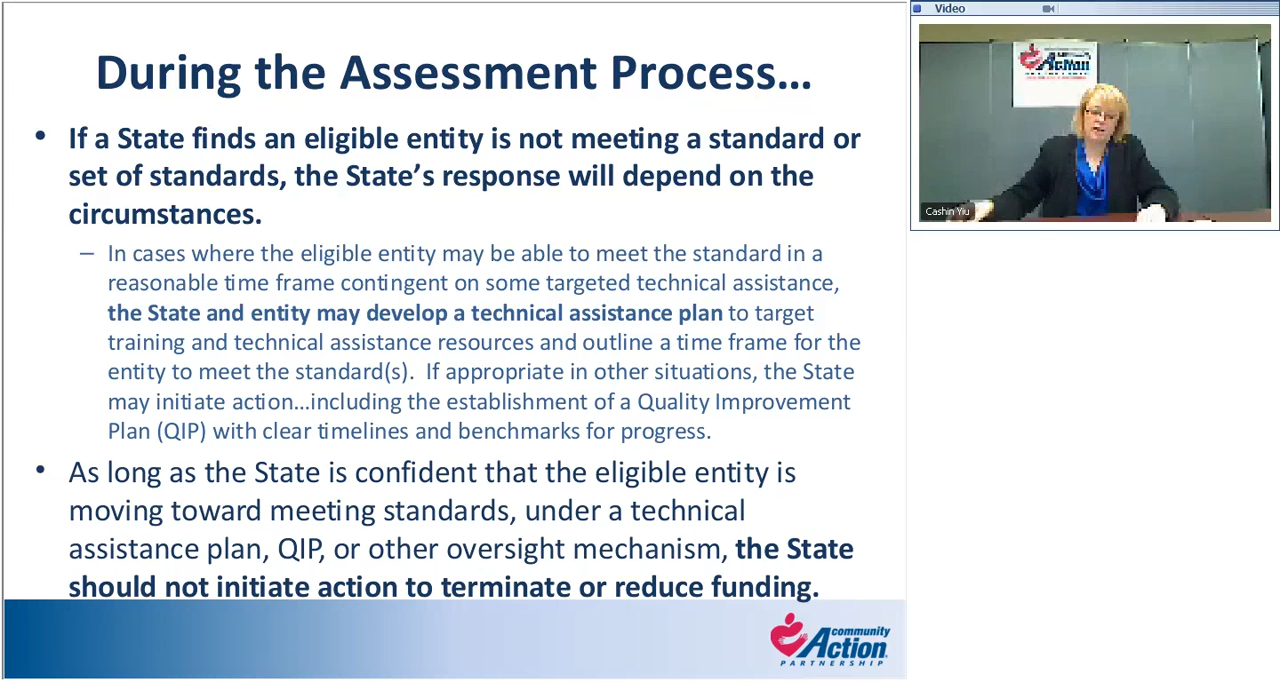 During the Assessment Process…
• If a State finds an eligible entity is not meeting a standard or
set of standards, the State’s response will depend on the
circumstances.
– In cases where the eligible entity may be able to meet the standard in a
reasonable time frame contingent on some targeted technical assistance,
the State and entity may develop a technical assistance plan to target
training and technical assistance resources and outline a time frame for the
entity to meet the standard(s). If appropriate in other situations, the State
may initiate action…including the establishment of a Quality Improvement
Plan (QIP) with clear timelines and benchmarks for progress.
• As long as the State is confident that the eligible entity is
moving toward meeting standards, under a technical
assistance plan, QIP, or other oversight mechanism, the State
should not initiate action to terminate or reduce funding.
community
Action
PARTNERSHIP
Video
Action
Cashin Yiu